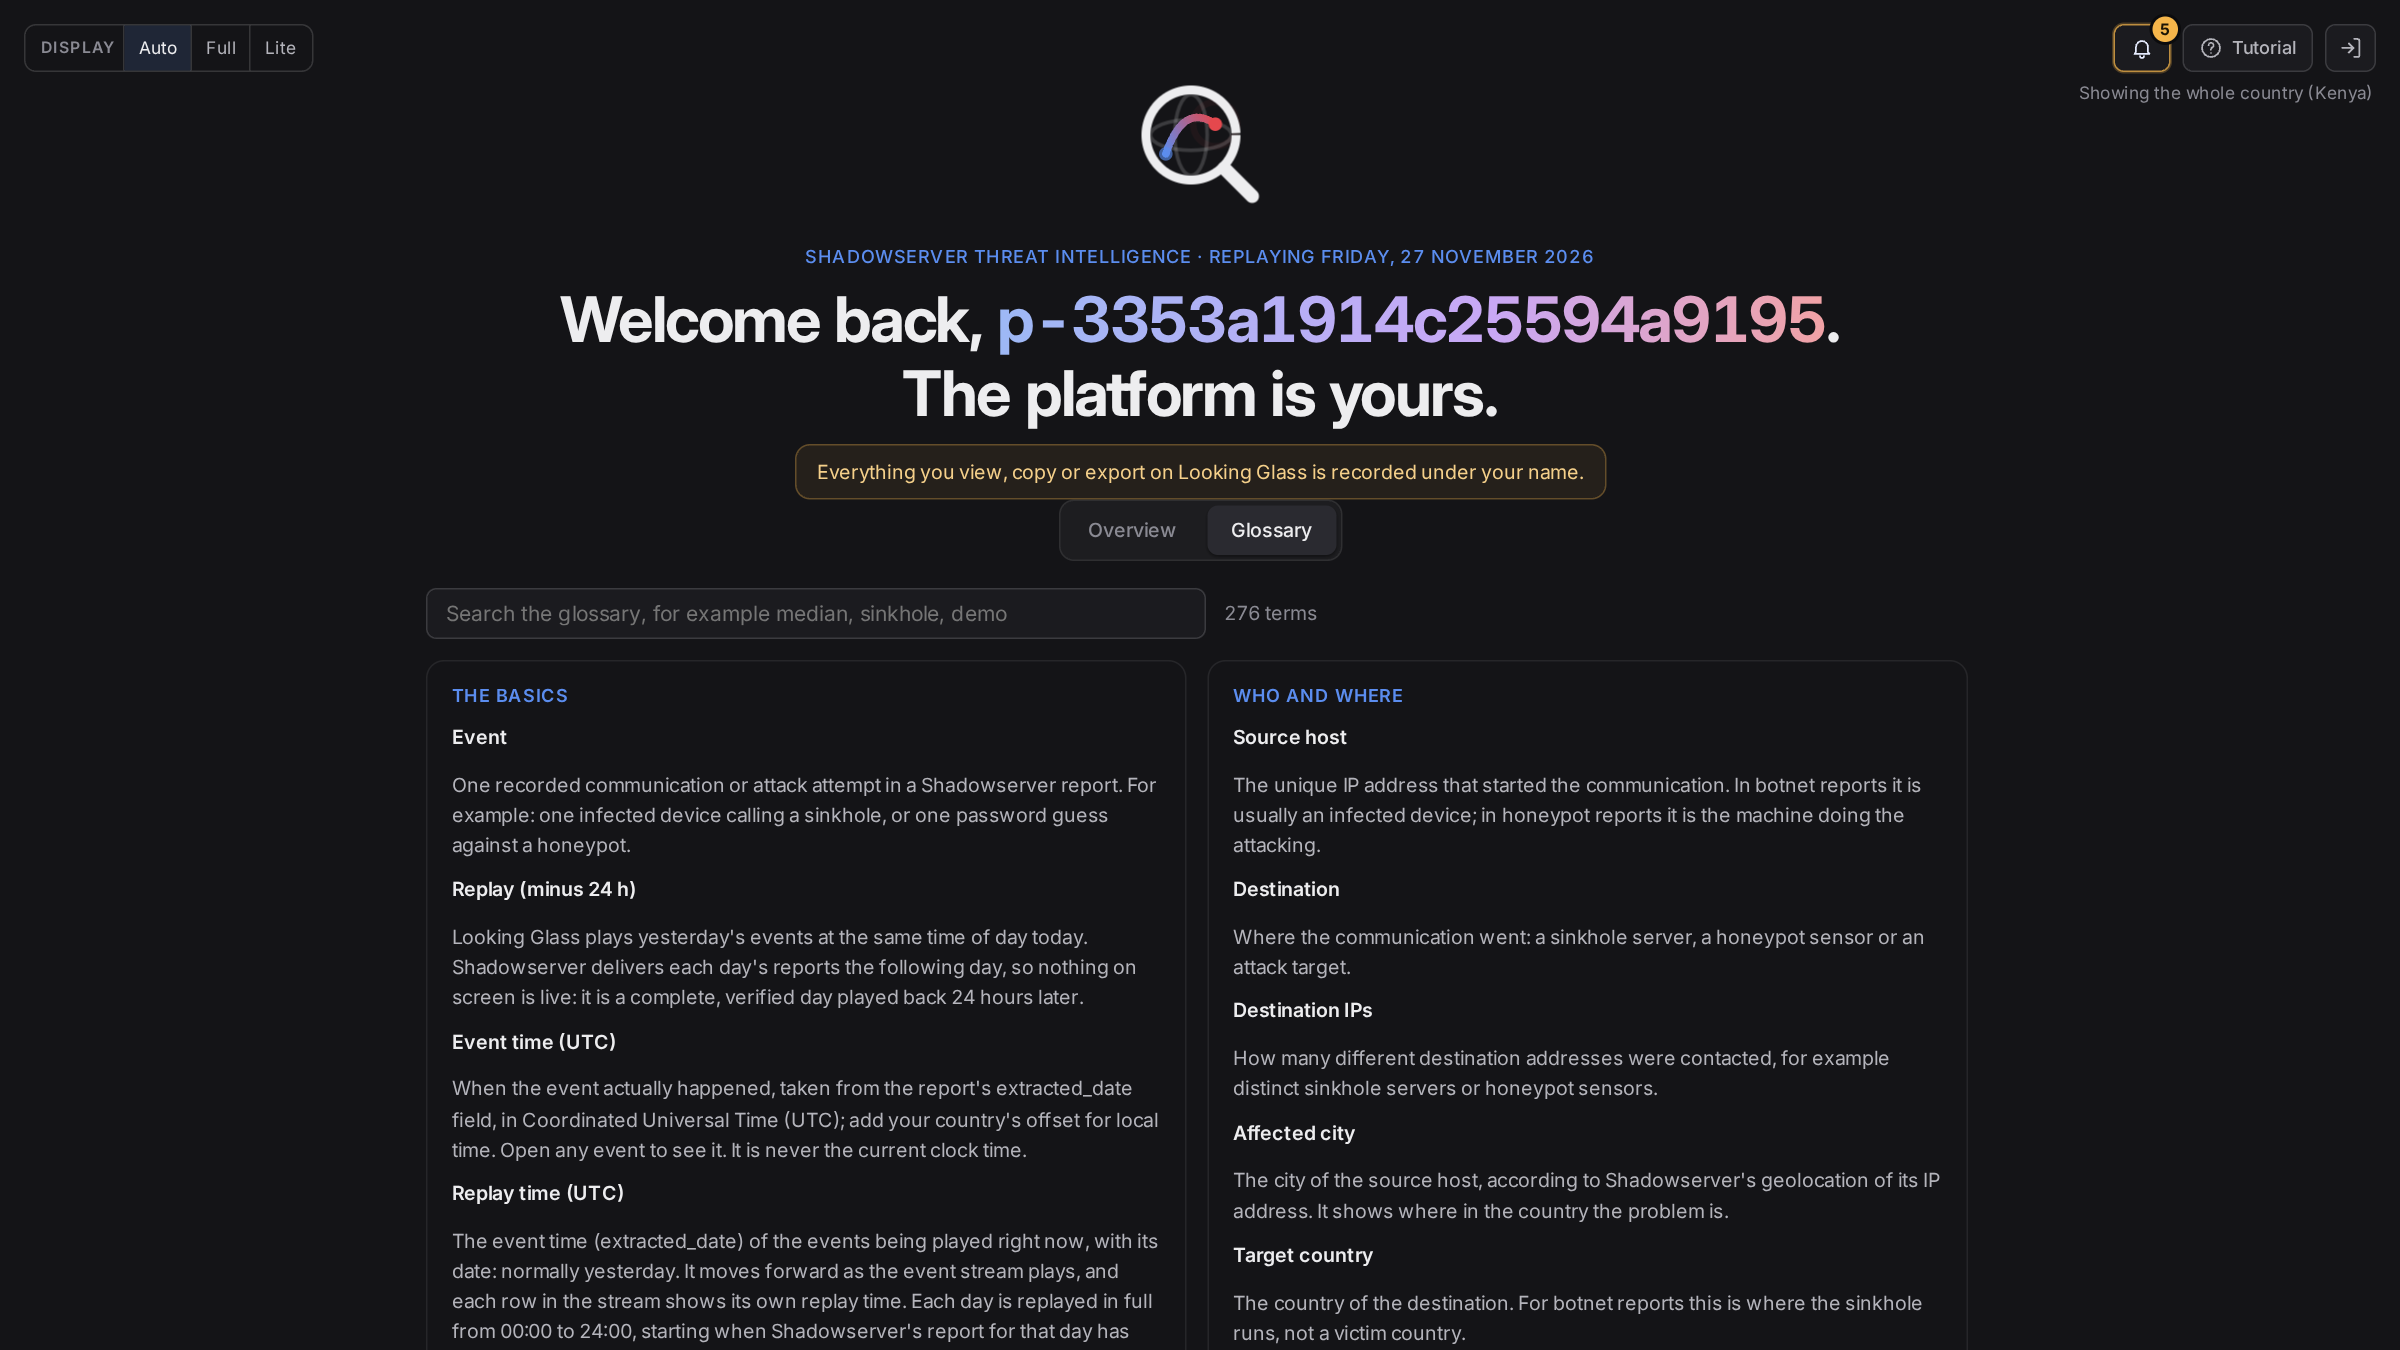 DISPLAY Auto Full Lite
5
Tutorial
Showing the whole country (Kenya)
SHADOWSERVER THREAT INTELLIGENCE · REPLAYING FRIDAY, 27 NOVEMBER 2026
Welcome back, p-3353a1914c25594a9195.
The platform is yours.
Everything you view, copy or export on Looking Glass is recorded under your name.
Overview Glossary
Search the glossary, for example median, sinkhole, demo
276 terms
THE BASICS
Event
One recorded communication or attack attempt in a Shadowserver report. For
example: one infected device calling a sinkhole, or one password guess
against a honeypot.
Replay (minus 24 h)
Looking Glass plays yesterday's events at the same time of day today.
Shadowserver delivers each day's reports the following day, so nothing on
screen is live: it is a complete, verified day played back 24 hours later.
Event time (UTC)
When the event actually happened, taken from the report's extracted_date
field, in Coordinated Universal Time (UTC); add your country's offset for local
time. Open any event to see it. It is never the current clock time.
Replay time (UTC)
The event time (extracted_date) of the events being played right now, with its
date: normally yesterday. It moves forward as the event stream plays, and
each row in the stream shows its own replay time. Each day is replayed in full
from 00:00 to 24:00, starting when Shadowserver's report for that day has
WHO AND WHERE
Source host
The unique IP address that started the communication. In botnet reports it is
usually an infected device; in honeypot reports it is the machine doing the
attacking.
Destination
Where the communication went: a sinkhole server, a honeypot sensor or an
attack target.
Destination IPs
How many different destination addresses were contacted, for example
distinct sinkhole servers or honeypot sensors.
Affected city
The city of the source host, according to Shadowserver's geolocation of its IP
address. It shows where in the country the problem is.
Target country
The country of the destination. For botnet reports this is where the sinkhole
runs, not a victim country.